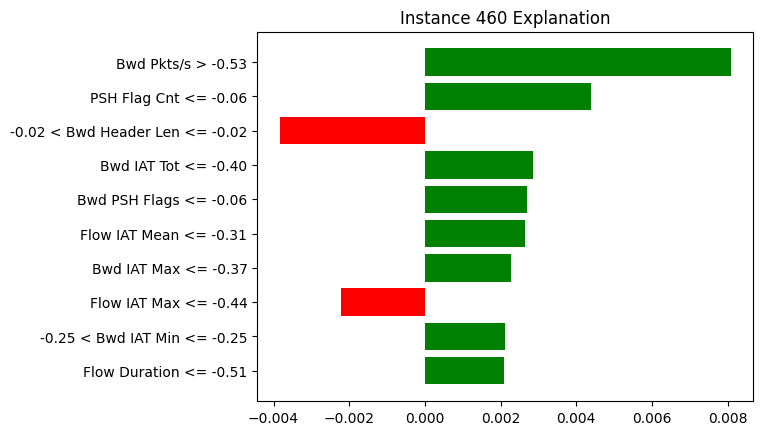 Instance 460 Explanation
Bwd Pkts/s > -0.53
PSH Flag Cnt <= -0.06
-0.02 < Bwd Header Len <= -0.02
Bwd IAT Tot <= -0.40
Bwd PSH Flags <= -0.06
Flow IAT Mean <= -0.31
Bwd IAT Max <= -0.37
Flow IAT Max <= -0.44
-0.25 < Bwd IAT Min <= -0.25
Flow Duration <= -0.51
−0.004 −0.002 0.000 0.002 0.004 0.006 0.008